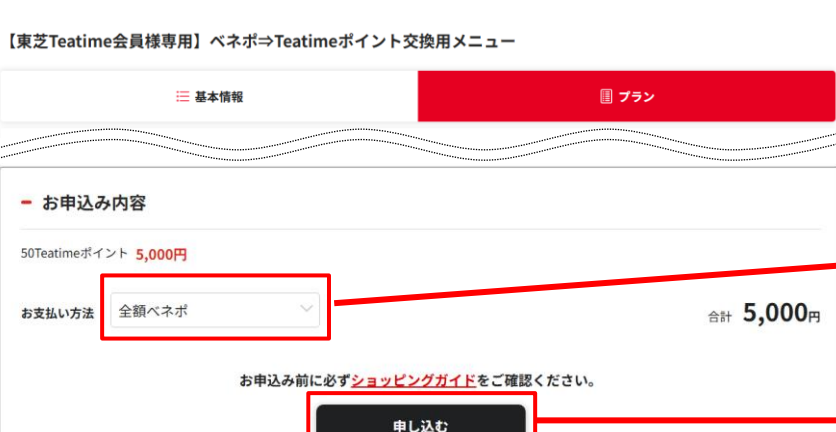 【東芝Teatime会員様専用】ベネポ⇒Teatimeポイント交換用メニュー
基本情報
プラン
お申込み内容
50Teatimeポイント 5,000円
お支払い方法 全額ベネポ
合計 5,000円
お申込み前に必ずショッピングガイドをご確認ください。
申し込む